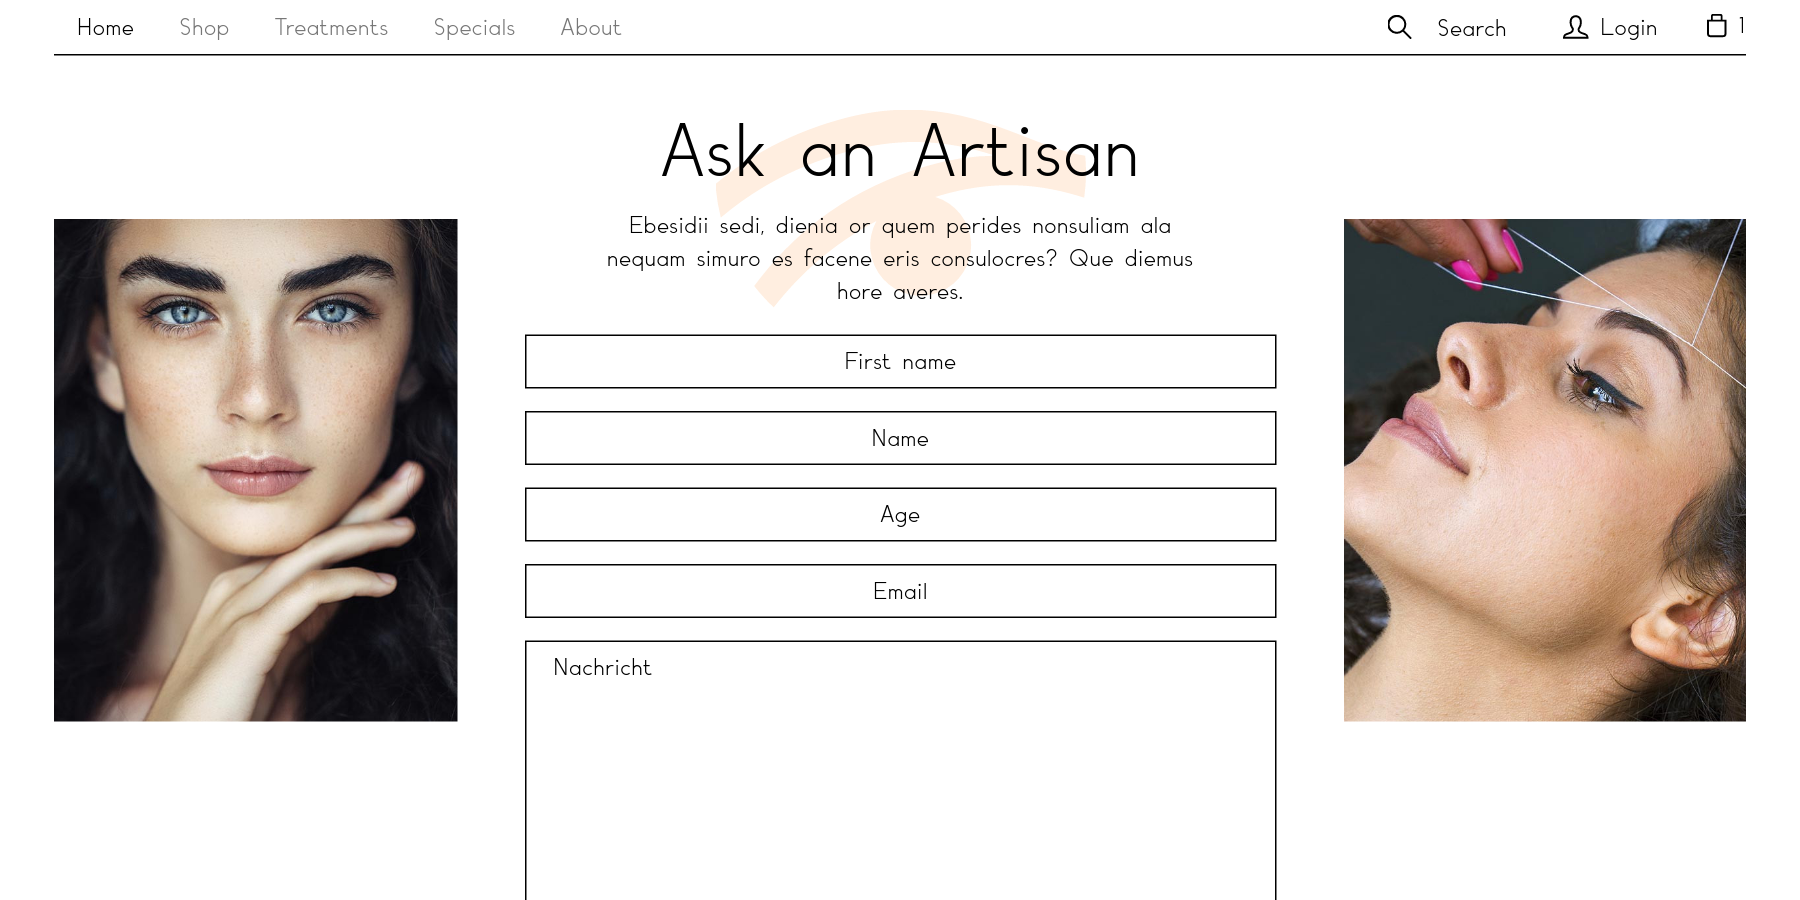 Home Shop Treatments Specials About Search Login 1
Ask an Artisan
Ebesidii sedi, dienia or quem perides nonsuliam ala
nequam simuro es facene eris consulocres? Que diemus
hore averes.
First name
Name
Age
Email
Nachricht